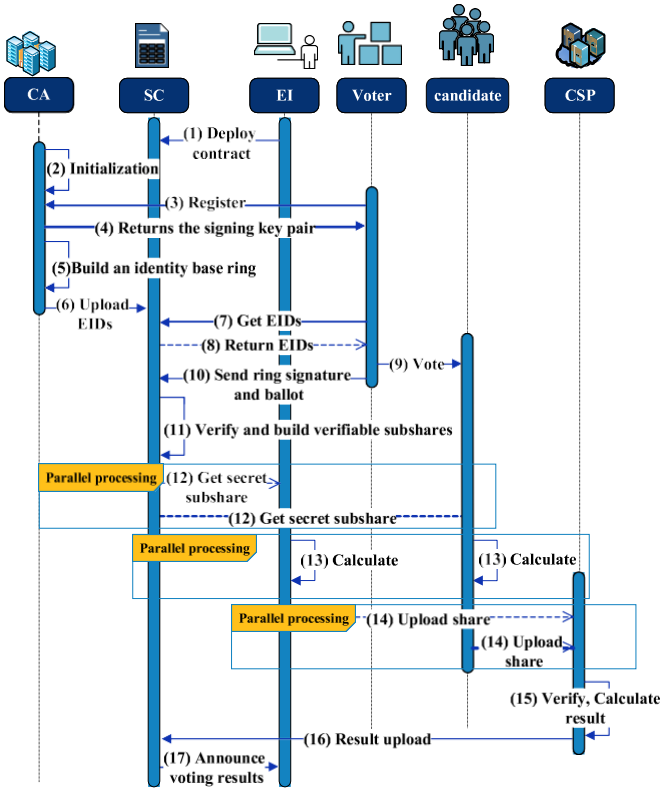 CA
SC
EI
Voter
candidate
CSP
(1) Deploy
contract
(2) Initialization
(3) Register
(4) Returns the signing key pair
(5)Build an identity base ring
(6) Upload
EIDs
(7) Get EIDs
(8) Return EIDs
(9) Vote
(10) Send ring signature
and ballot
(11) Verify and build verifiable subshares
Parallel processing
(12) Get secret
subshare
(12) Get secret subshare
Parallel processing
(13) Calculate
(13) Calculate
Parallel processing
(14) Upload share
(14) Upload
share
(15) Verify, Calculate
result
(16) Result upload
(17) Announce
voting results